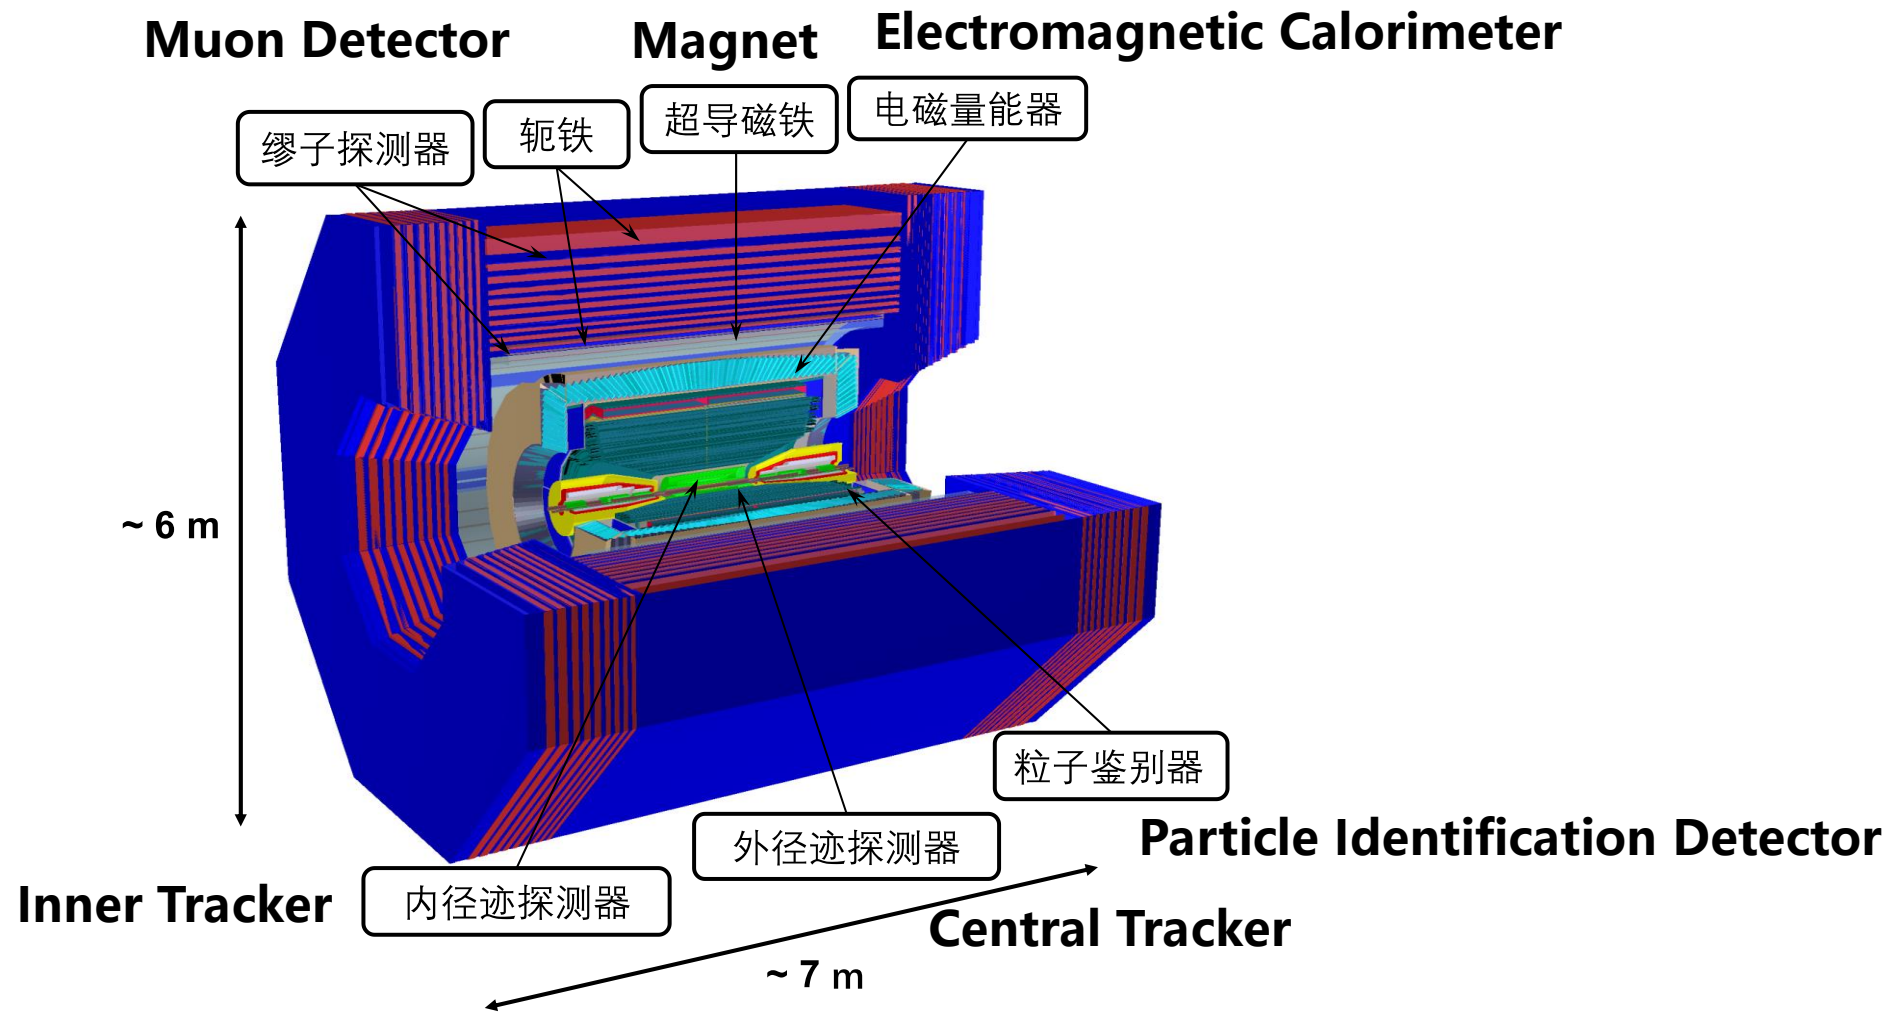 Muon Detector
Magnet
Electromagnetic Calorimeter
缪子探测器
轭铁
超导磁铁
电磁量能器
~ 6 m
粒子鉴别器
Particle Identification Detector
外径迹探测器
Inner Tracker
内径迹探测器
Central Tracker
~ 7 m